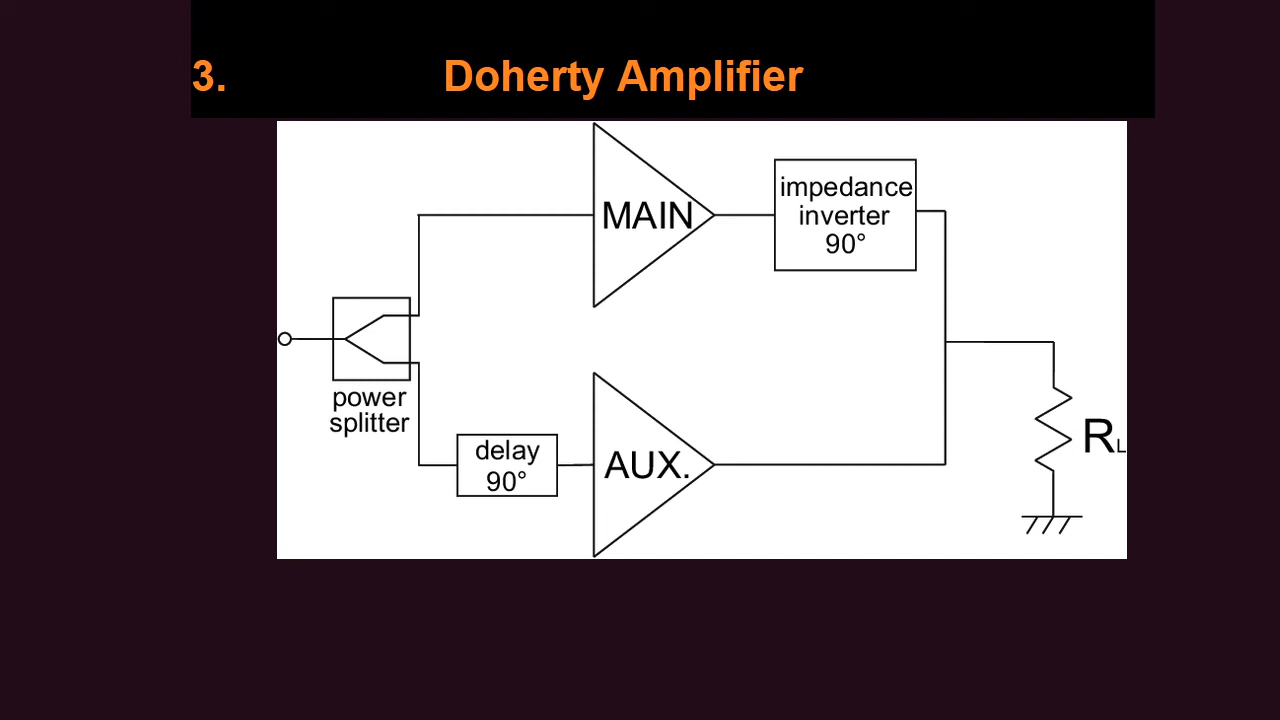 3. Doherty Amplifier
MAIN
impedance
inverter
90°
power
splitter
delay
90°
AUX.
RL